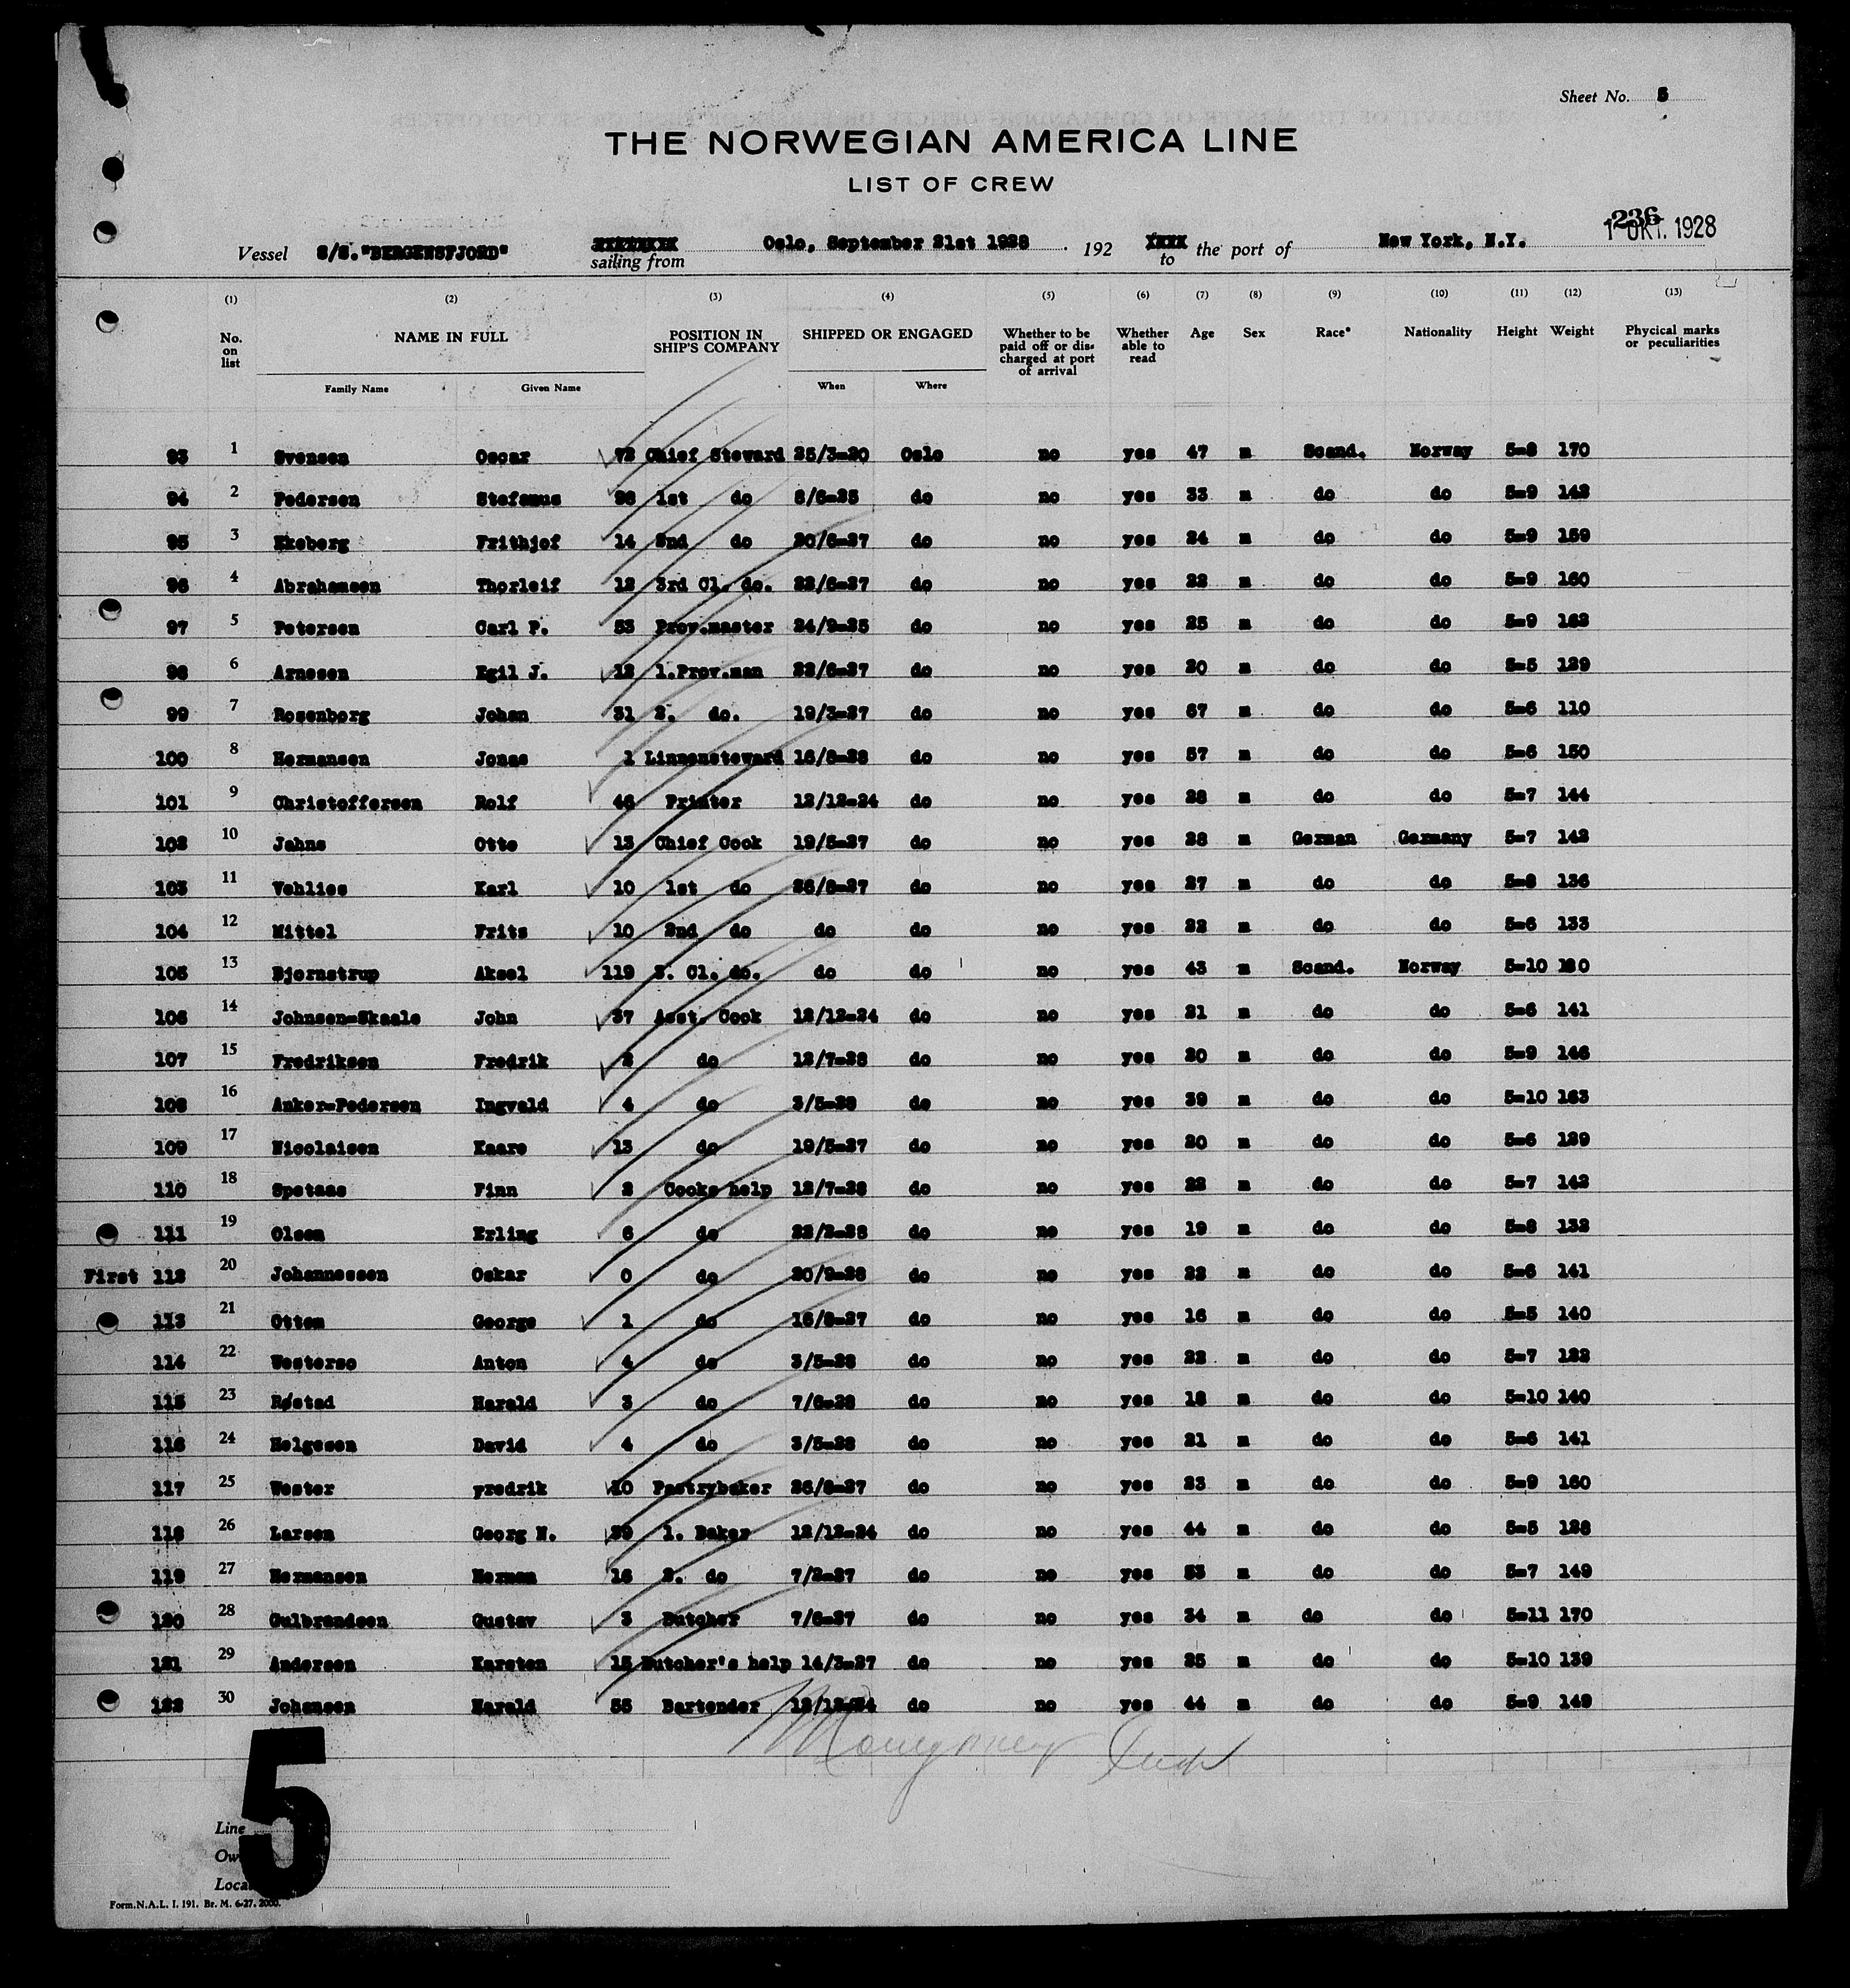 Sheet No. 5
THE NORWEGIAN AMERICA LINE
LIST OF CREW
236
1-OKT. 1928
Vessel S/S. "BERGENSFJORD" sailing from Oslo, September 21st 1928. 192 to the port of New York, N.Y.
(1) (2) (3) (4) (5) (6) (7) (8) (9) (10) (11) (12) (13)
No. on list NAME IN FULL POSITION IN SHIP'S COMPANY SHIPPED OR ENGAGED Whether to be paid off or discharged at port of arrival Whether able to read Age Sex Race* Nationality Height Weight Phycical marks or peculiarities
Family Name Given Name When Where
93 1 Svensen Oscar 72 Chief Steward 25/3-20 Oslo no yes 47 m Scand. Norway 5-8 170
94 2 Pedersen Stefanus 98 1st do 8/6-25 do no yes 33 m do do 5-9 142
95 3 Ekeberg Frithjof 14 2nd do 20/6-27 do no yes 24 m do do 5-9 159
96 4 Abrahamsen Thorleif 12 3rd Cl. do. 22/6-27 do no yes 22 m do do 5-9 160
97 5 Petersen Carl P. 53 Prov.master 24/9-25 do no yes 25 m do do 5-9 162
98 6 Arnesen Egil J. 12 1.Prov.man 22/6-27 do no yes 20 m do do 5-5 129
99 7 Rosenborg Johan 31 2. do. 19/3-27 do no yes 67 m do do 5-6 110
100 8 Hermansen Jonas 1 Linnensteward 16/8-28 do no yes 57 m do do 5-6 150
101 9 Christoffersen Rolf 46 Printer 12/12-24 do no yes 28 m do do 5-7 144
102 10 Jahns Otto 13 Chief Cook 19/5-27 do no yes 28 m German Germany 5-7 142
103 11 Vehlies Karl 10 1st do 26/8-27 do no yes 27 m do do 5-8 136
104 12 Mittel Frits 10 2nd do do do no yes 22 m do do 5-6 133
105 13 Bjornstrup Aksel 119 3. Cl. do. do do no yes 43 m Scand. Norway 5-10
106 14 Johnsen-Skaale John 37 Asst. Cook 12/12-24 do no yes 21 m do do 5-6 141
107 15 Fredriksen Fredrik 2 do 12/7-28 do no yes 20 m do do 5-9 146
108 16 Anker-Pedersen Ingvald 4 do 3/5-28 do no yes 39 m do do 5-10 163
109 17 Nicolaisen Kaare 13 do 19/5-27 do no yes 20 m do do 5-6 129
110 18 Spetaas Finn 2 Cooks help 12/7-28 do no yes 22 m do do 5-7 142
111 19 Olsen Erling 6 do 22/2-28 do no yes 19 m do do 5-8 132
First 112 20 Johannessen Oskar 0 do 20/9-28 do no yes 22 m do do 5-6 141
113 21 Ottem George 1 do 16/8-27 do no yes 16 m do do 5-5 140
114 22 Westerso Anton 4 do 3/5-28 do no yes 22 m do do 5-7 122
115 23 Røstad Harald 3 do 7/6-28 do no yes 18 m do do 5-10 140
116 24 Helgesen David 4 do 3/5-28 do no yes 21 m do do 5-6 141
117 25 Wester yredrik 10 Pastrybaker 26/8-27 do no yes 23 m do do 5-9 160
118 26 Larsen Georg N. 39 1. Baker 12/12-24 do no yes 44 m do do 5-5 128
119 27 Hermansen Herman 16 2. do 7/2-27 do no yes 53 m do do 5-7 149
120 28 Gulbrandsen Gustav 3 Butcher 7/6-27 do no yes 34 m do do 5-11 170
121 29 Andersen Karsten 15 Butcher's help 14/3-27 do no yes 25 m do do 5-10 139
122 30 Johansen Harald 55 Bartender 12/12-24 do no yes 44 m do do 5-9 149
5
Line
Form.N.A.L. I. 191. Br. M. 6-27. 2000.